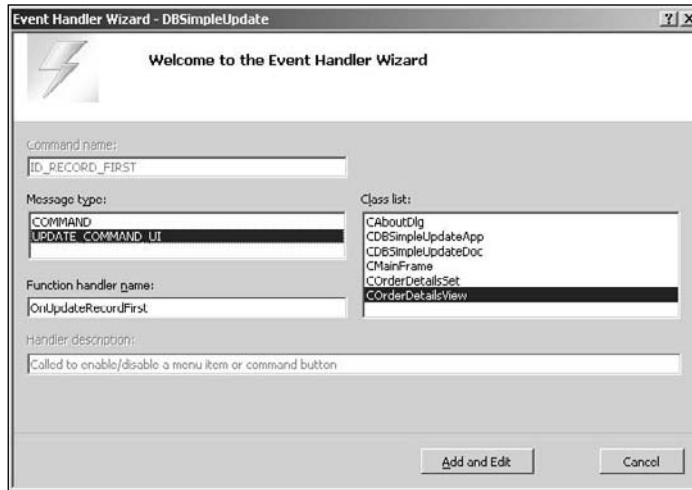 Event Handler Wizard - DBSimpleUpdate
Welcome to the Event Handler Wizard
Command name:
ID_RECORD_FIRST
Message type:
COMMAND
UPDATE_COMMAND_UI
Class list:
CAboutDlg
CDBSimpleUpdateApp
CDBSimpleUpdateDoc
CMainFrame
COrderDetailsSet
COrderDetailsView
Function handler name:
OnUpdateRecordFirst
Handler description:
Called to enable/disable a menu item or command button
Add and Edit
Cancel